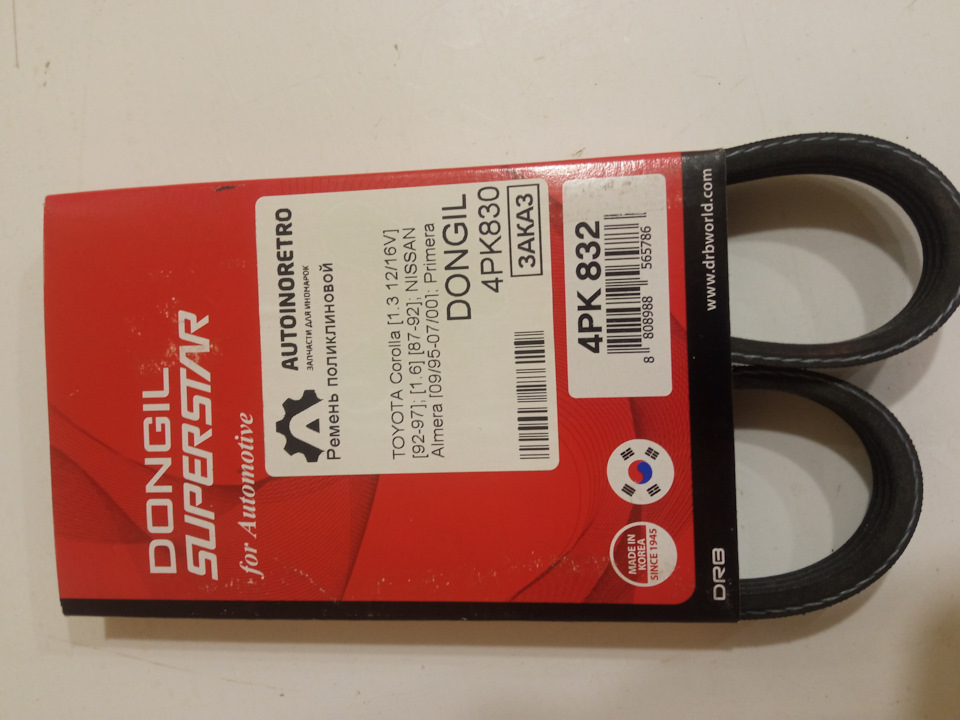 DONGIL
SUPERSTAR
for Automotive
AUTOINORETRO
ЗАПЧАСТИ ДЛЯ ИНОМАРОК
Ремень поликлиновой
TOYOTA Corolla [1.3 12/16V]
[92-97]; [1.6] [87-92]; NISSAN
Almera [09/95-07/00]; Primera
DONGIL
4PK830
ЗАКАЗ
4PK 832
8 808988 565786
MADE IN
KOREA
SINCE 1945
DRB
www.drbworld.com